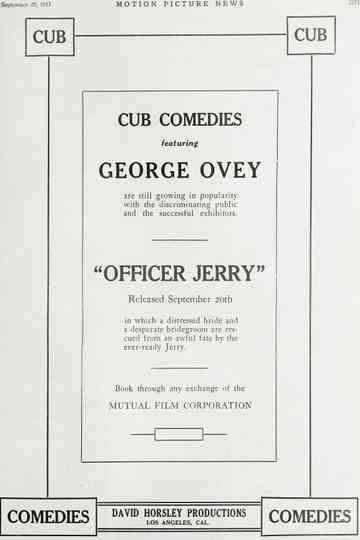 MOTION PICTURE NEWS
CUB
CUB
CUB COMEDIES
featuring
GEORGE OVEY
are still growing in popularity
with the discriminating public
and the successful exhibitors.
"OFFICER JERRY"
Released September 20th
in which a distressed bride and
a desperate bridegroom are res-
cued from an awful fate by the
ever-ready Jerry.
Book through any exchange of the
MUTUAL FILM CORPORATION
COMEDIES
DAVID HORSLEY PRODUCTIONS
LOS ANGELES, CAL.
COMEDIES